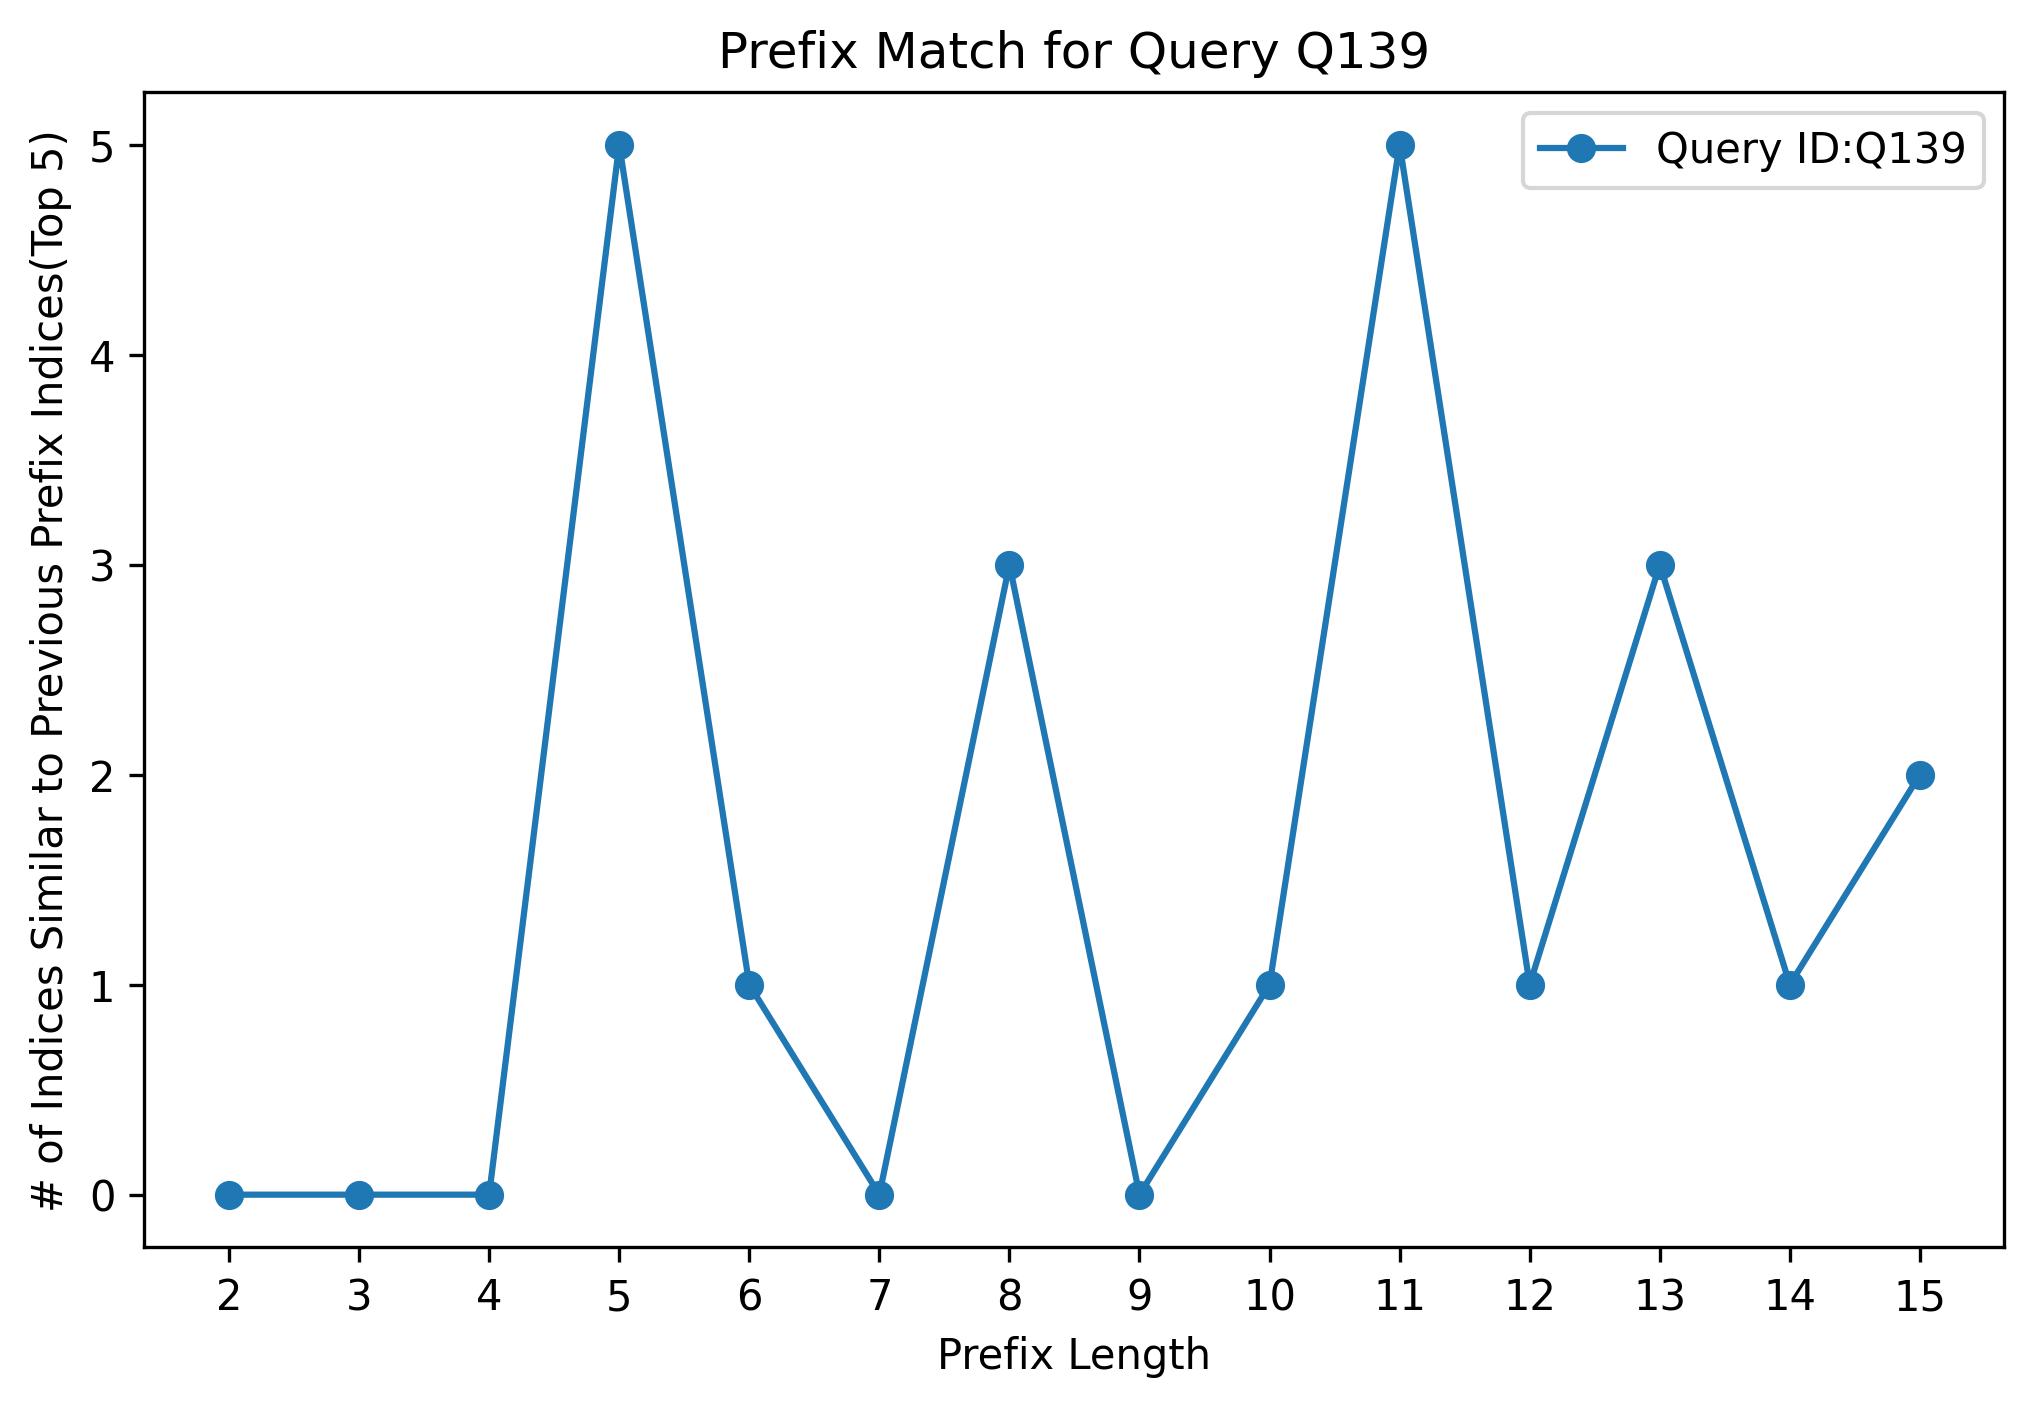 Prefix Match for Query Q139
Query ID:Q139
# of Indices Similar to Previous Prefix Indices(Top 5)
5
4
3
2
1
0
2 3 4 5 6 7 8 9 10 11 12 13 14 15
Prefix Length